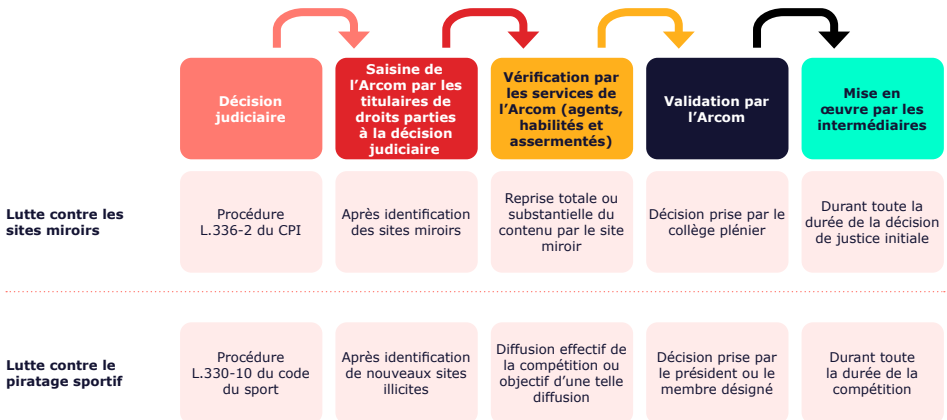 Décision
judiciaire
Saisine de
l'Arcom par les
titulaires de
droits parties
à la décision
judiciaire
Vérification par
les services de
l'Arcom (agents,
habilités et
assermentés)
Validation par
l'Arcom
Mise en
œuvre par les
intermédiaires
Lutte contre les
sites miroirs
Procédure
L.336-2 du CPI
Après identification
des sites miroirs
Reprise totale ou
substantielle du
contenu par le site
miroir
Décision prise par le
collège plénier
Durant toute la
durée de la décision
de justice initiale
Lutte contre le
piratage sportif
Procédure
L.330-10 du code
du sport
Après identification
de nouveaux sites
illicites
Diffusion effectif de
la compétition ou
objectif d'une telle
diffusion
Décision prise par
le président ou le
membre désigné
Durant toute
la durée de la
compétition